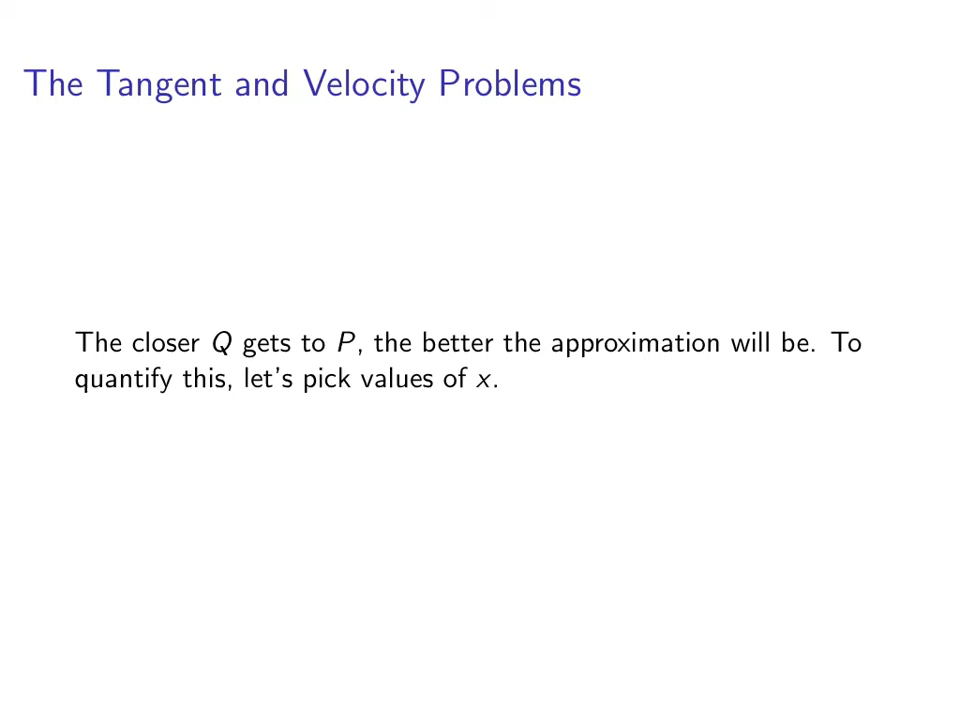 The Tangent and Velocity Problems
The closer Q gets to P, the better the approximation will be. To
quantify this, let's pick values of x.